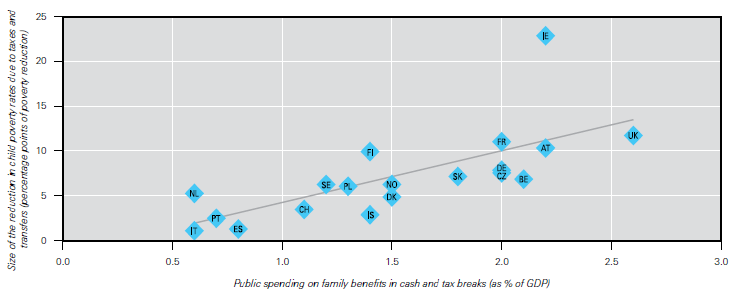 Size of the reduction in child poverty rates due to taxes and
transfers (percentage points of poverty reduction)
25
20
15
10
5
0
IE
UK
FR
AT
FI
DE
CZ
BE
SK
SE
PL
NO
DK
NL
CH
IS
PT
IT
ES
0.0 0.5 1.0 1.5 2.0 2.5 3.0
Public spending on family benefits in cash and tax breaks (as % of GDP)